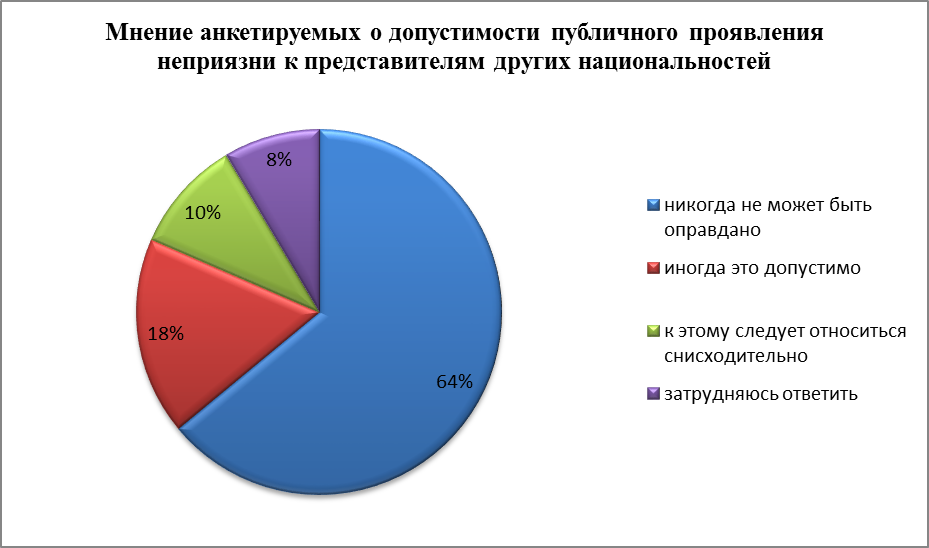 Мнение анкетируемых о допустимости публичного проявления
неприязни к представителям других национальностей
8%
10%
18%
64%
никогда не может быть
оправдано
иногда это допустимо
к этому следует относиться
снисходительно
затрудняюсь ответить